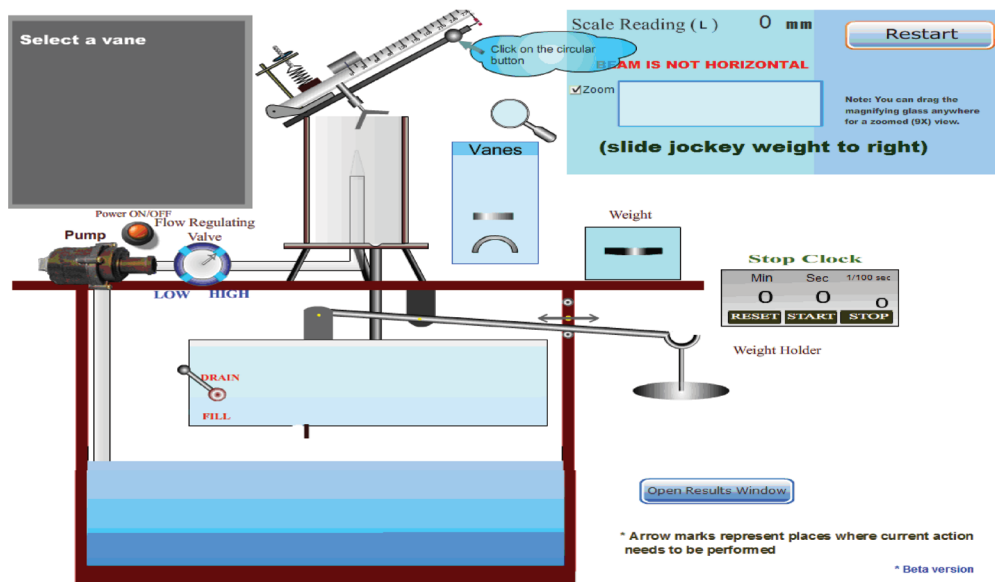 Select a vane
Scale Reading ( L ) 0 mm
Restart
Click on the circular
button
BEAM IS NOT HORIZONTAL
Zoom
Note: You can drag the
magnifying glass anywhere
for a zoomed (9X) view.
(slide jockey weight to right)
Vanes
Power ON/OFF
Flow Regulating
Valve
Pump
LOW HIGH
Weight
Stop Clock
Min Sec 1/100 sec
0 0 0
RESET START STOP
Weight Holder
DRAIN
FILL
Open Results Window
* Arrow marks represent places where current action
needs to be performed
* Beta version